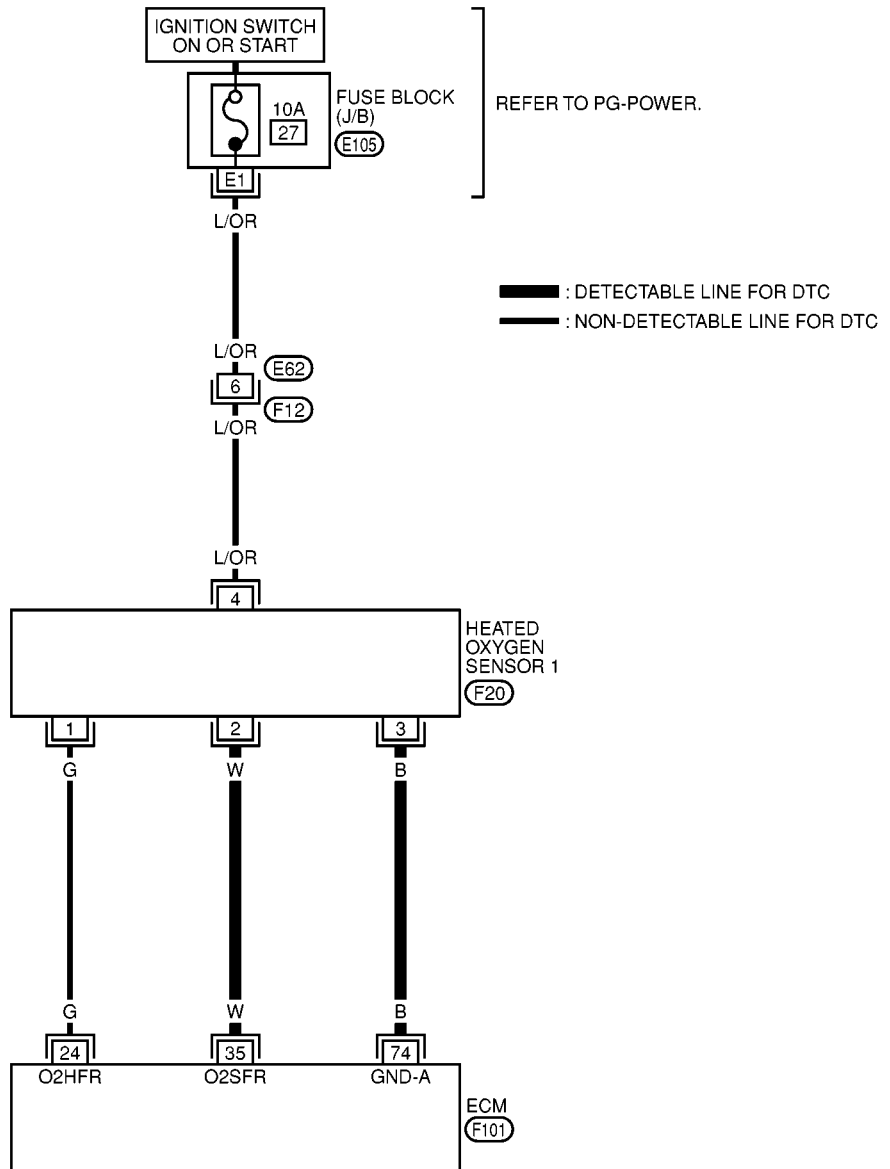 IGNITION SWITCH
ON OR START
10A
27
FUSE BLOCK
(J/B)
E105
REFER TO PG-POWER.
E1
L/OR
: DETECTABLE LINE FOR DTC
: NON-DETECTABLE LINE FOR DTC
L/OR
E62
6
F12
L/OR
L/OR
4
HEATED
OXYGEN
SENSOR 1
F20
1 2 3
G W B
G W B
24 35 74
O2HFR O2SFR GND-A
ECM
F101